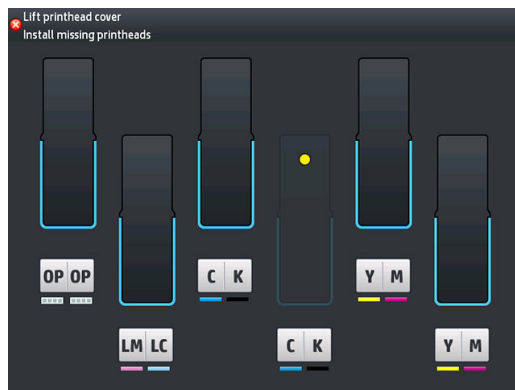 Lift printhead cover
Install missing printheads
OP OP
C K
Y M
LM LC
C K
Y M